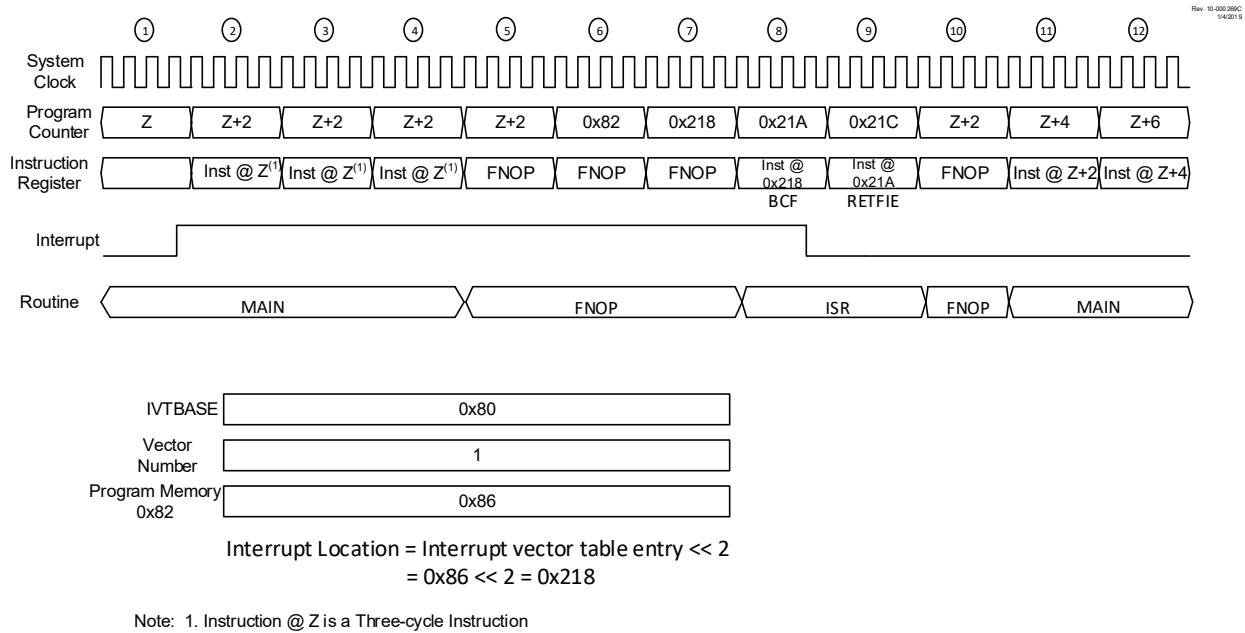 Rev. 10-000269C
1/4/2019
1 2 3 4 5 6 7 8 9 10 11 12
System
Clock
Program
Counter
Z Z+2 Z+2 Z+2 Z+2 0x82 0x218 0x21A 0x21C Z+2 Z+4 Z+6
Instruction
Register
Inst @ Z(1) Inst @ Z(1) Inst @ Z(1) FNOP FNOP FNOP Inst @ 0x218 Inst @ 0x21A FNOP Inst @ Z+2 Inst @ Z+4
BCF RETFIE
Interrupt
Routine MAIN FNOP ISR FNOP MAIN
IVTBASE 0x80
Vector
Number
1
Program Memory
0x82
0x86
Interrupt Location = Interrupt vector table entry << 2
= 0x86 << 2 = 0x218
Note: 1. Instruction @ Z is a Three-cycle Instruction